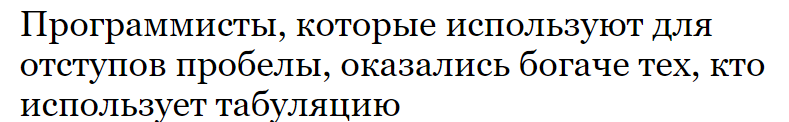 Программисты, которые используют для
отступов пробелы, оказались богаче тех, кто
использует табуляцию